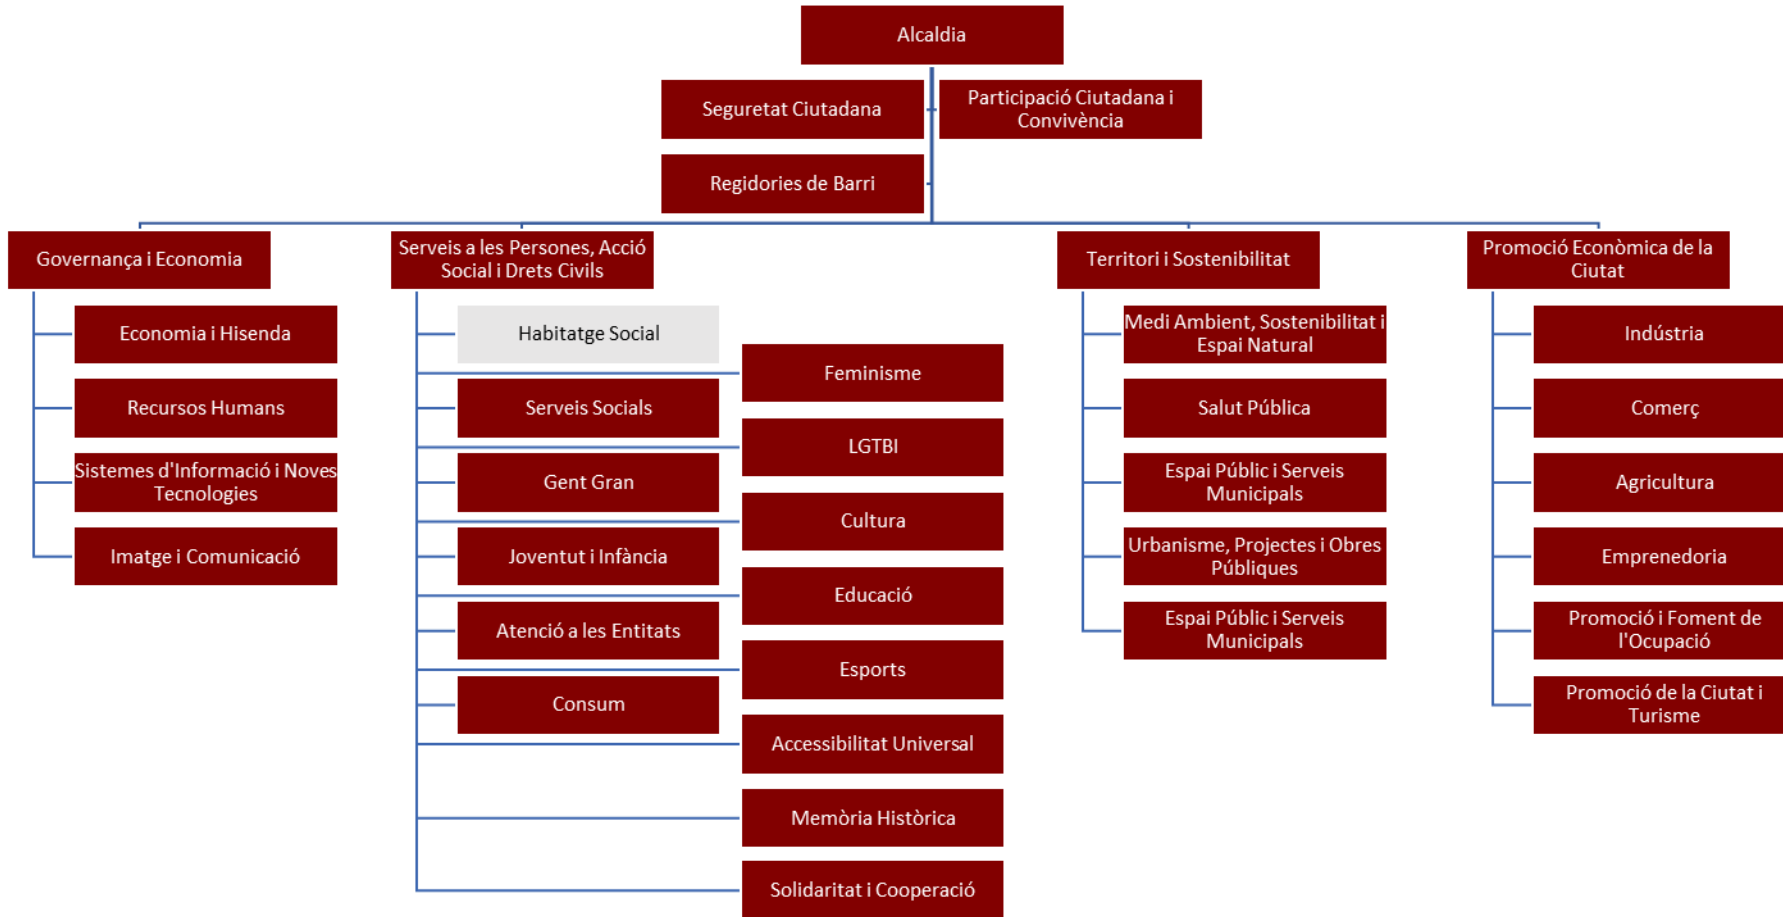 Alcaldia
Seguretat Ciutadana
Participació Ciutadana i
Convivència
Regidories de Barri
Governança i Economia
Economia i Hisenda
Recursos Humans
Sistemes d'Informació i Noves
Tecnologies
Imatge i Comunicació
Serveis a les Persones, Acció
Social i Drets Civils
Habitatge Social
Feminisme
Serveis Socials
LGTBI
Gent Gran
Cultura
Joventut i Infància
Educació
Atenció a les Entitats
Esports
Consum
Accessibilitat Universal
Memòria Històrica
Solidaritat i Cooperació
Territori i Sostenibilitat
Medi Ambient, Sostenibilitat i
Espai Natural
Salut Pública
Espai Públic i Serveis
Municipals
Urbanisme, Projectes i Obres
Públiques
Espai Públic i Serveis
Municipals
Promoció Econòmica de la
Ciutat
Indústria
Comerç
Agricultura
Emprenedoria
Promoció i Foment de
l'Ocupació
Promoció de la Ciutat i
Turisme